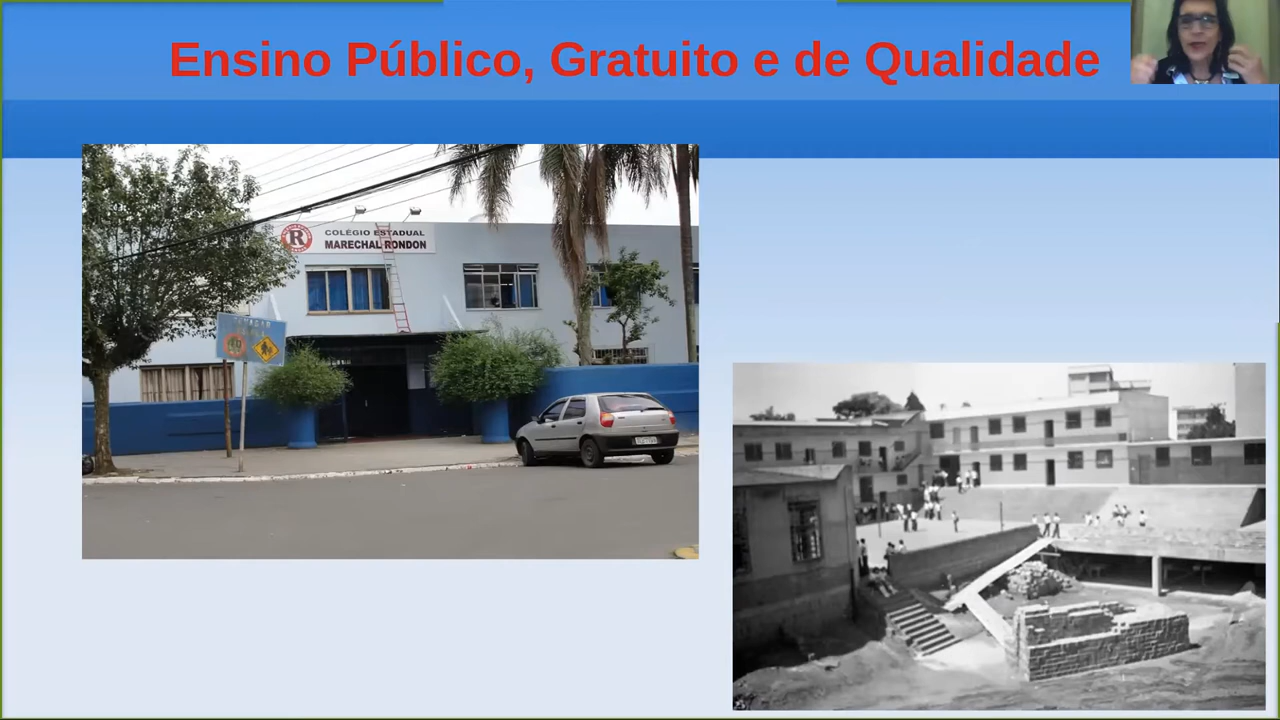 Ensino Público, Gratuito e de Qualidade
R
COLÉGIO ESTADUAL
MARECHAL RONDON